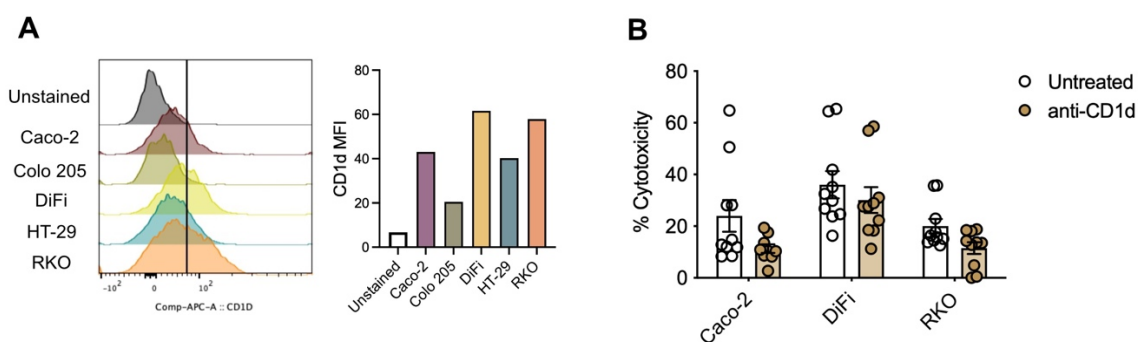 A
Unstained
Caco-2
Colo 205
DiFi
HT-29
RKO
-10² 0 10²
Comp-APC-A :: CD1D
CD1d MFI
80
60
40
20
0
Unstained
Caco-2
Colo 205
DiFi
HT-29
RKO
B
% Cytotoxicity
80
60
40
20
0
Caco-2
DiFi
RKO
Untreated
anti-CD1d